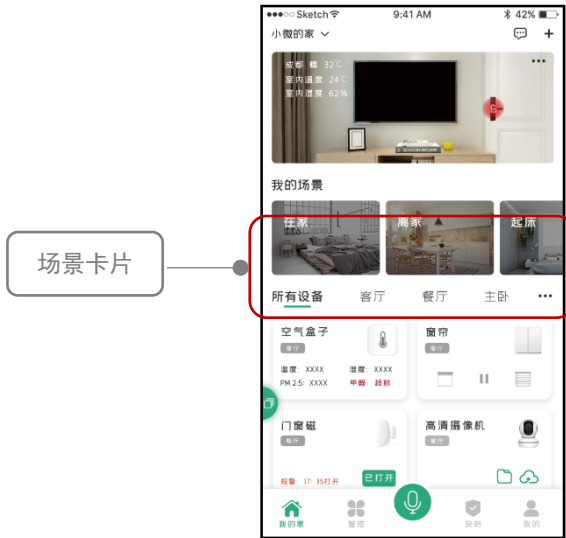 Sketch 9:41 AM 42%
小微的家
成都 晴 32℃
室内温度 24℃
室内湿度 62%
我的场景
在家 离家 起床
场景卡片
所有设备 客厅 餐厅 主卧
空气盒子
客厅
温度: XXXX 湿度: XXXX
PM 2.5: XXXX 甲醛: 超标
窗帘
客厅
门窗磁
客厅
报警: 17: 35打开 已打开
高清摄像机
客厅
我的家 智控 安防 我的